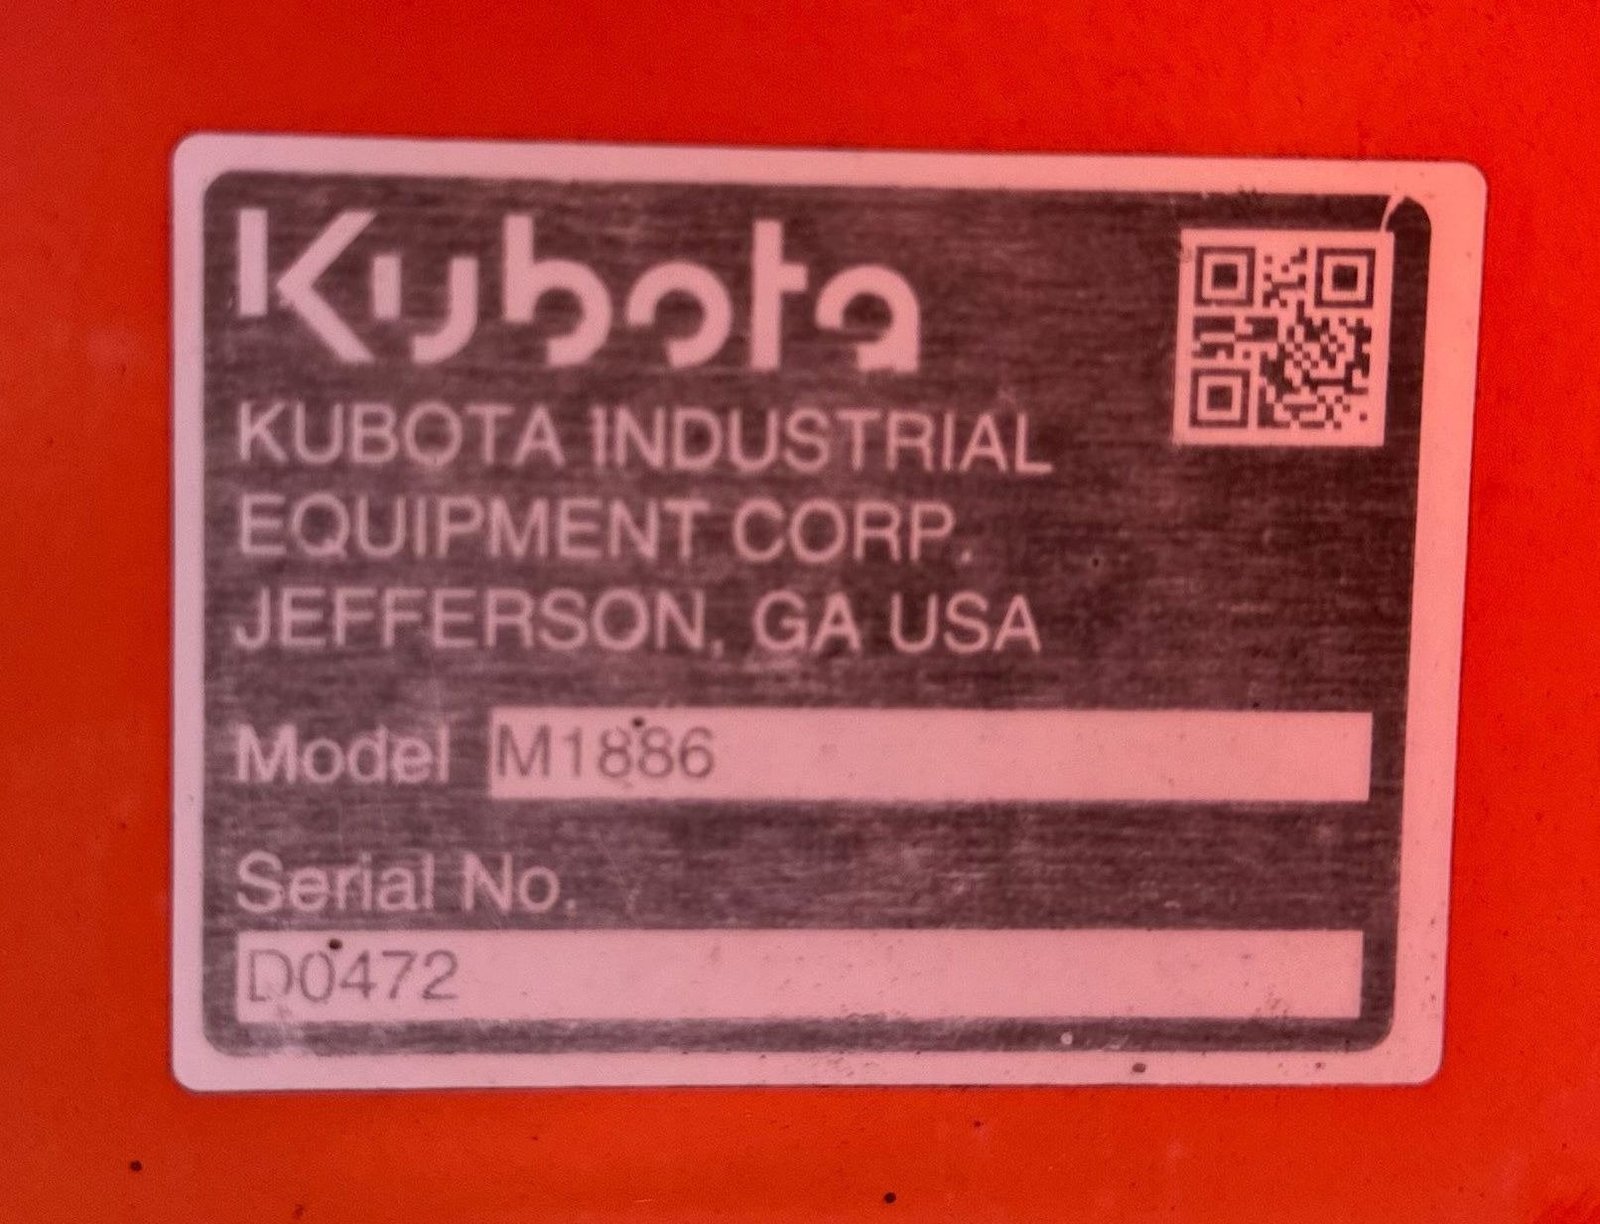 Kubota
KUBOTA INDUSTRIAL
EQUIPMENT CORP.
JEFFERSON, GA USA
Model M1886
Serial No.
D0472